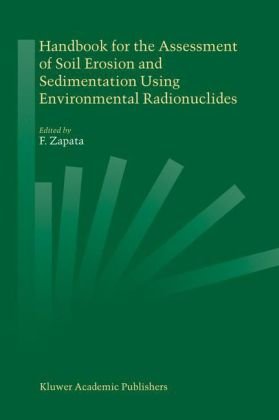 Handbook for the Assessment
of Soil Erosion and
Sedimentation Using
Environmental Radionuclides
Edited by
F. Zapata
Kluwer Academic Publishers